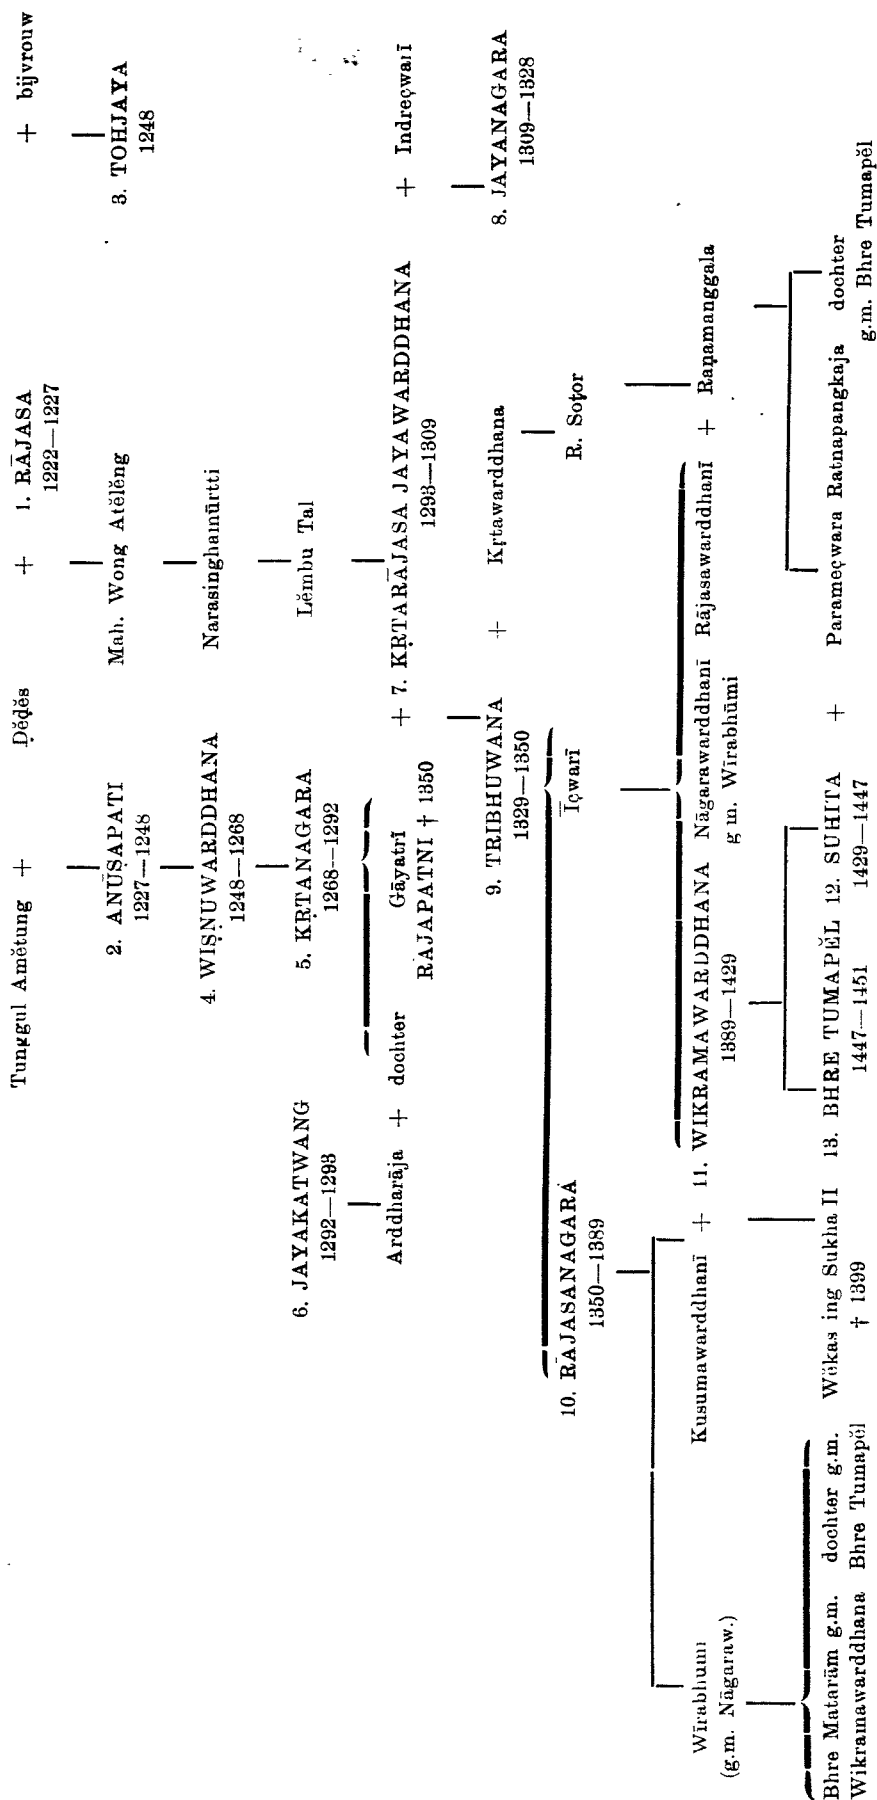 Tunggul Amĕtung + Ḍĕḍĕs + 1. RĀJASA + bijvrouw
1222—1227
2. ANŪṢAPATI Mah. Wong Atĕlĕng 3. TOHJAYA
1227—1248 1248
4. WIṢṆUWARDDHANA Narasinghamūrtti
1248—1268
6. JAYAKATWANG 5. KṚTANAGARA Lĕmbu Tal
1292—1293 1268—1292
Arddharāja + dochter Gāyatrī + 7. KṚTARĀJASA JAYAWARDDHANA + Indreçwarī
RĀJAPATNI † 1350 1293—1309
9. TRIBHUWANA + Kṛtawarddhana 8. JAYANAGARA
1329—1350 1309—1328
10. RĀJASANAGARA Īçwarī R. Soṭor
1350—1389
Wīrabhumi Kusumawarddhanī + 11. WIKRAMAWARDDHANA Nāgarawarddhanī Rājasawarddhanī + Raṇamanggala
(g.m. Nāgaraw.) 1389—1429 g m. Wīrabhūmi
Bhre Matarām g.m. dochter g.m. Wĕkas ing Sukha II 13. BHRE TUMAPĔL 12. SUHITA + Parameçwara Ratnapangkaja dochter
Wikramawarddhana Bhre Tumapĕl † 1399 1447—1451 1429—1447 g.m. Bhre Tumapĕl